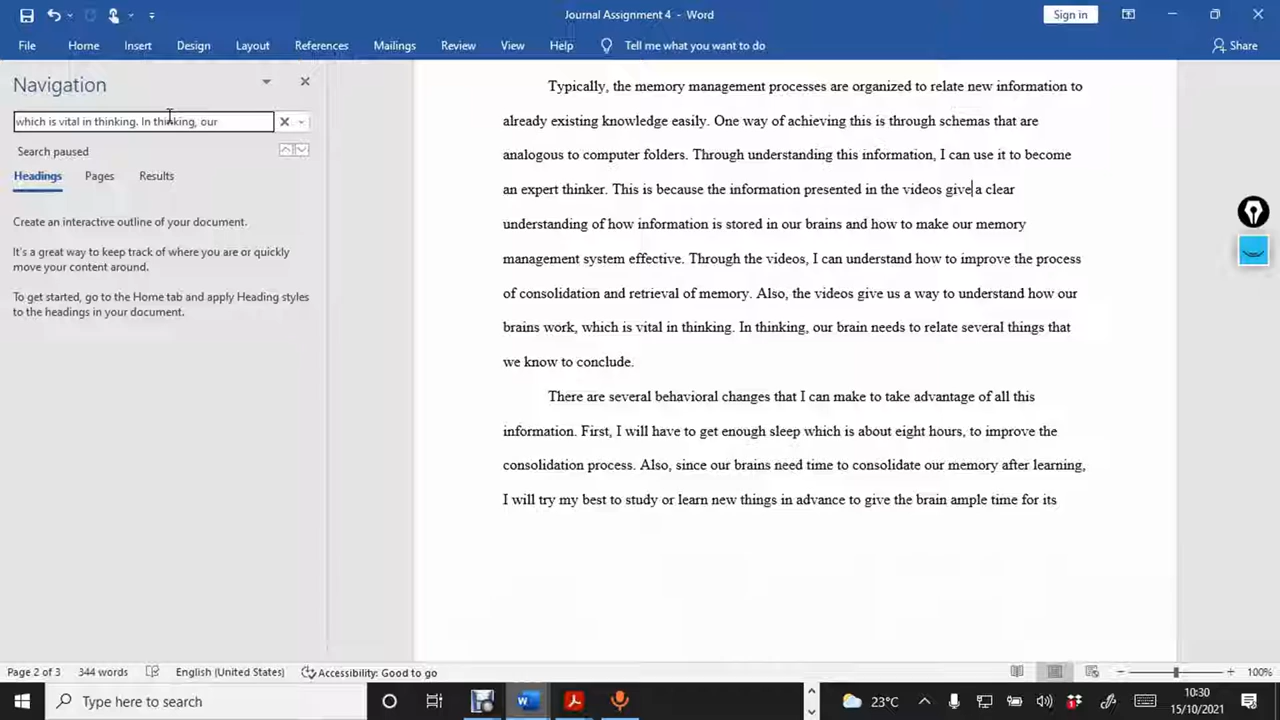 Journal Assignment 4 - Word
Sign in
File Home Insert Design Layout References Mailings Review View Help Tell me what you want to do Share
Navigation
which is vital in thinking. In thinking, our
Search paused
Headings Pages Results
Create an interactive outline of your document.
It's a great way to keep track of where you are or quickly
move your content around.
To get started, go to the Home tab and apply Heading styles
to the headings in your document.
Typically, the memory management processes are organized to relate new information to
already existing knowledge easily. One way of achieving this is through schemas that are
analogous to computer folders. Through understanding this information, I can use it to become
an expert thinker. This is because the information presented in the videos give a clear
understanding of how information is stored in our brains and how to make our memory
management system effective. Through the videos, I can understand how to improve the process
of consolidation and retrieval of memory. Also, the videos give us a way to understand how our
brains work, which is vital in thinking. In thinking, our brain needs to relate several things that
we know to conclude.
There are several behavioral changes that I can make to take advantage of all this
information. First, I will have to get enough sleep which is about eight hours, to improve the
consolidation process. Also, since our brains need time to consolidate our memory after learning,
I will try my best to study or learn new things in advance to give the brain ample time for its
Page 2 of 3 344 words English (United States) Accessibility: Good to go 100%
Type here to search
23°C
10:30
15/10/2021